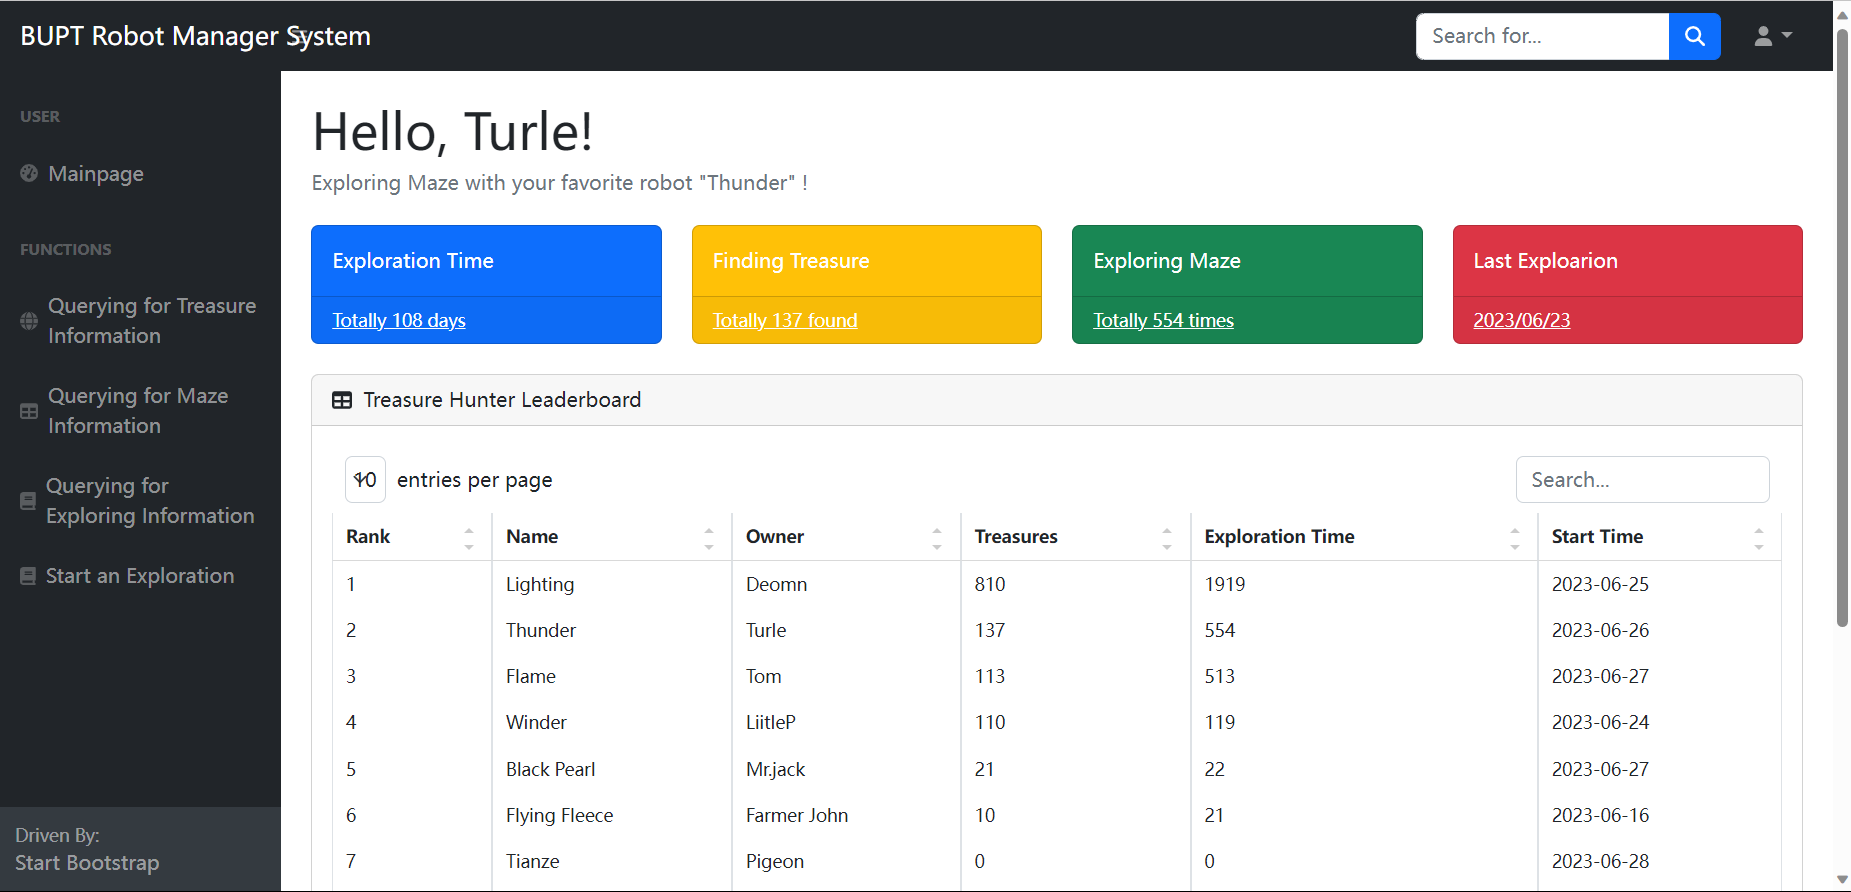 BUPT Robot Manager System
Search for...
USER
Mainpage
FUNCTIONS
Querying for Treasure
Information
Querying for Maze
Information
Querying for
Exploring Information
Start an Exploration
Driven By:
Start Bootstrap
Hello, Turle!
Exploring Maze with your favorite robot "Thunder" !
Exploration Time
Totally 108 days
Finding Treasure
Totally 137 found
Exploring Maze
Totally 554 times
Last Exploarion
2023/06/23
Treasure Hunter Leaderboard
10 entries per page
Search...
Rank Name Owner Treasures Exploration Time Start Time
1 Lighting Deomn 810 1919 2023-06-25
2 Thunder Turle 137 554 2023-06-26
3 Flame Tom 113 513 2023-06-27
4 Winder LiitleP 110 119 2023-06-24
5 Black Pearl Mr.jack 21 22 2023-06-27
6 Flying Fleece Farmer John 10 21 2023-06-16
7 Tianze Pigeon 0 0 2023-06-28